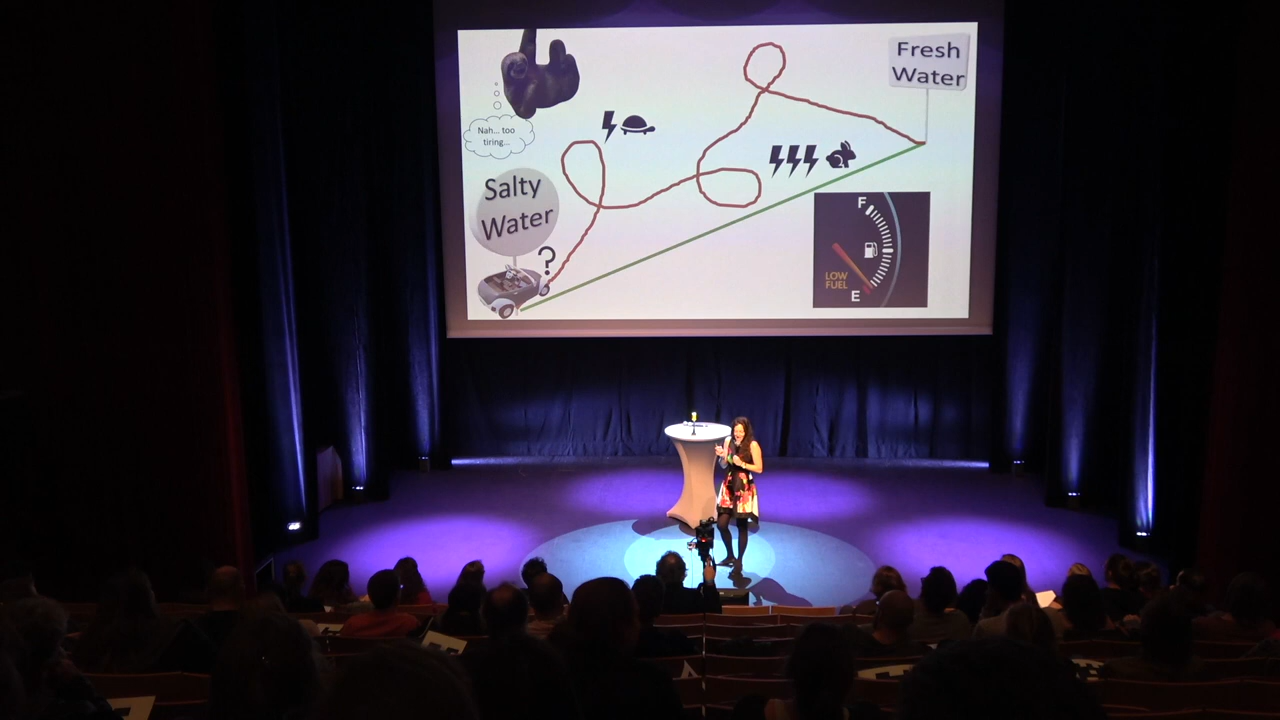 Fresh
Water
Nah... too
tiring...
Salty
Water
?
F
LOW
FUEL
E